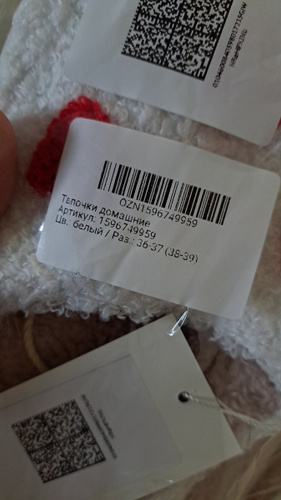 OZN1596749959
Тапочки домашние
Артикул: 1596749959
Цв. белый / Раз.: 36-37 (38-39)